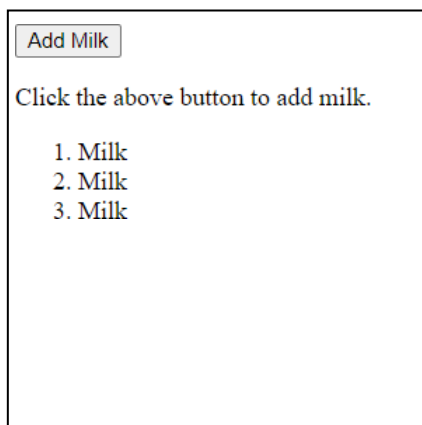 Add Milk
Click the above button to add milk.
1. Milk
2. Milk
3. Milk